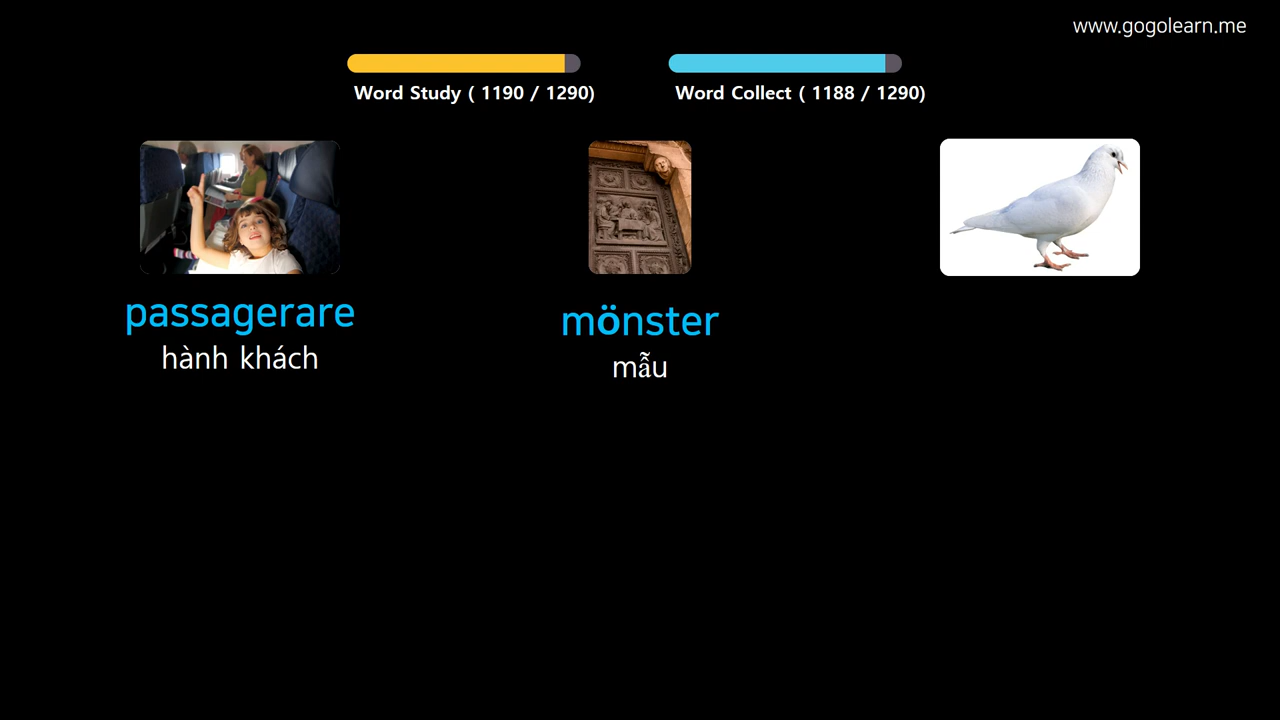 www.gogolearn.me
Word Study ( 1190 / 1290)
Word Collect ( 1188 / 1290)
passagerare
hành khách
mönster
mẫu